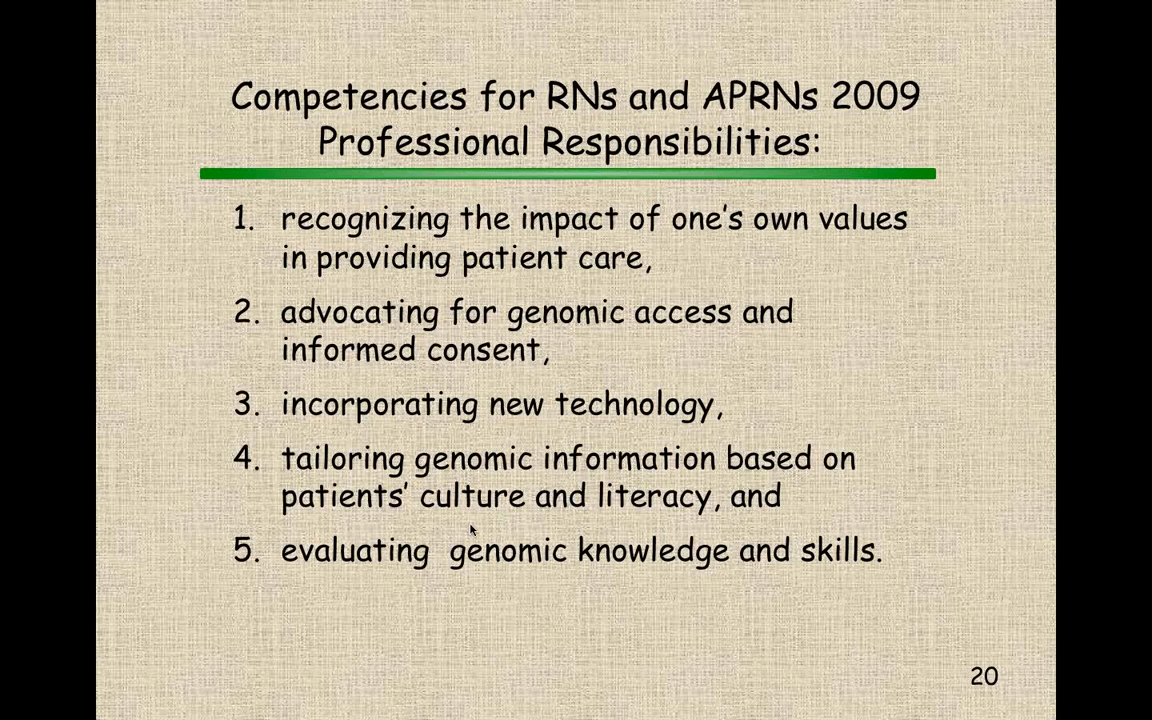 Competencies for RNs and APRNs 2009
Professional Responsibilities:
1. recognizing the impact of one's own values
in providing patient care,
2. advocating for genomic access and
informed consent,
3. incorporating new technology,
4. tailoring genomic information based on
patients' culture and literacy, and
5. evaluating  genomic knowledge and skills.
20